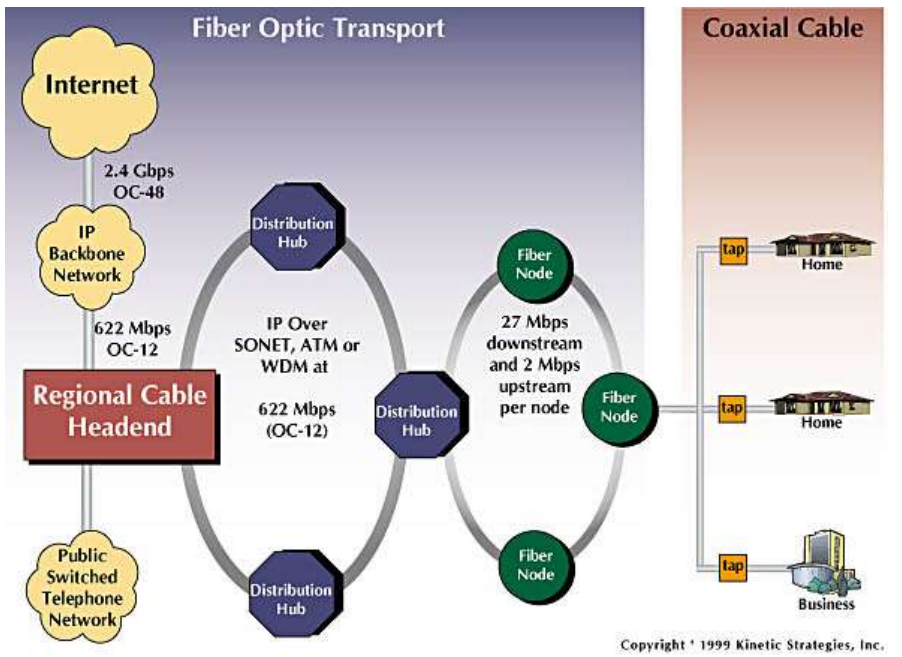 Fiber Optic Transport
Coaxial Cable
Internet
2.4 Gbps
OC-48
IP
Backbone
Network
622 Mbps
OC-12
Regional Cable
Headend
Public
Switched
Telephone
Network
Distribution
Hub
IP Over
SONET, ATM or
WDM at
622 Mbps
(OC-12)
Distribution
Hub
Distribution
Hub
Fiber
Node
27 Mbps
downstream
and 2 Mbps
upstream
per node
Fiber
Node
Fiber
Node
tap
Home
tap
Home
tap
Business
Copyright ' 1999 Kinetic Strategies, Inc.